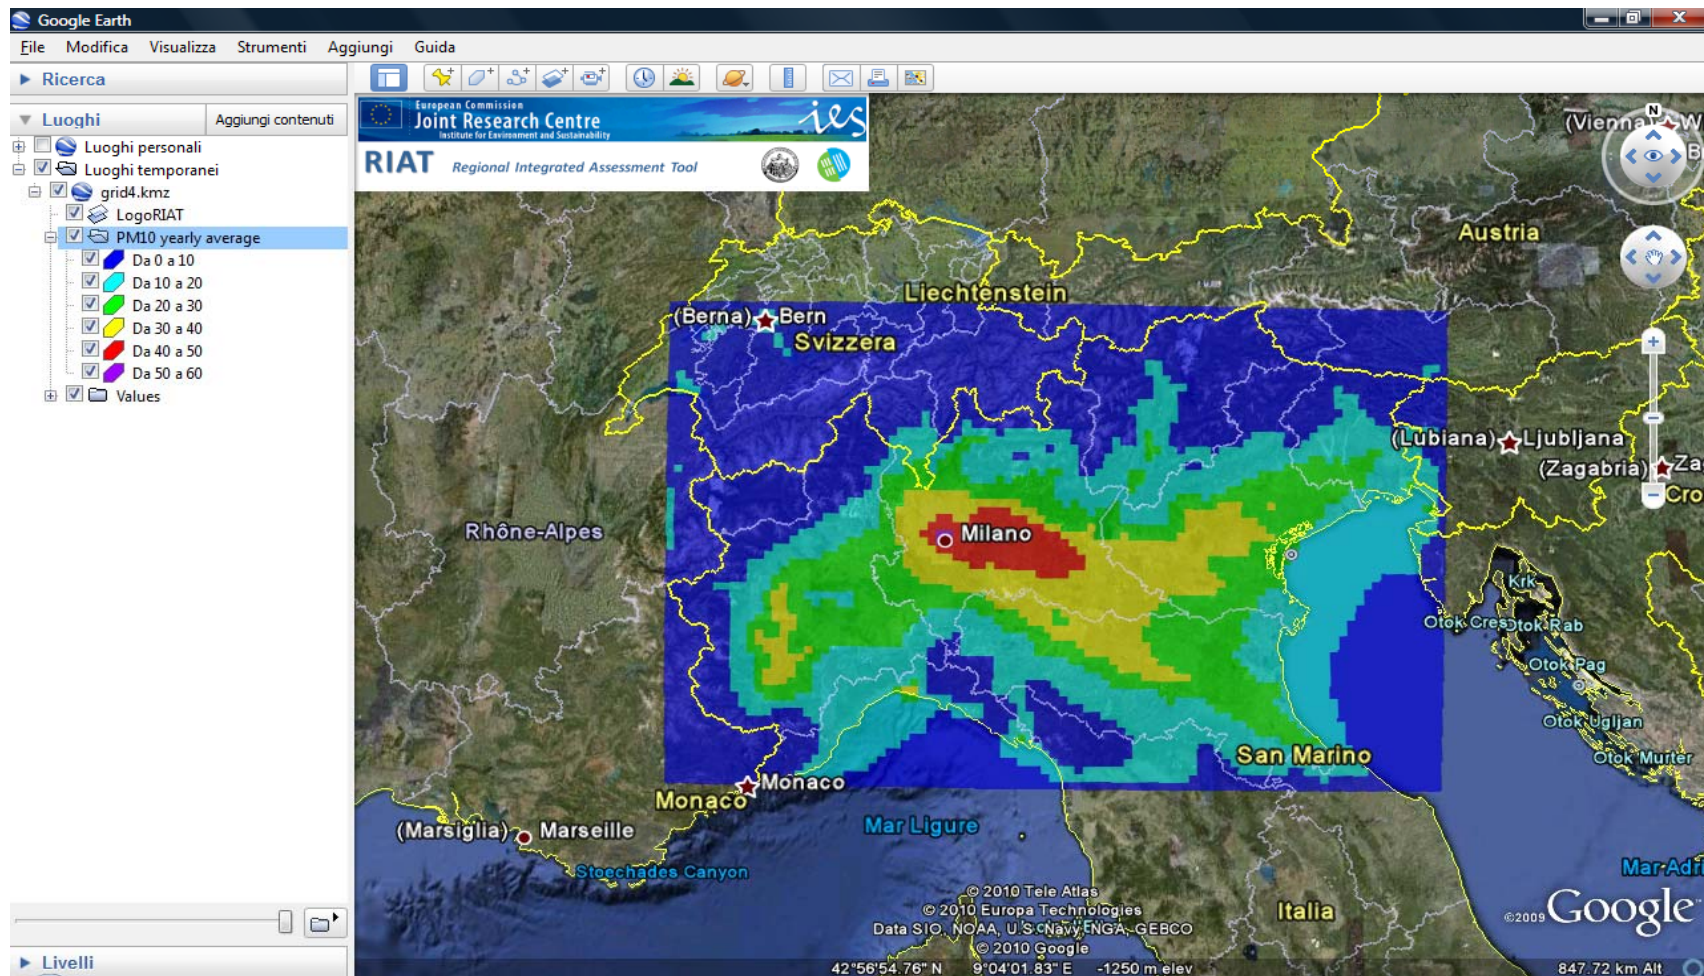 Google Earth
File Modifica Visualizza Strumenti Aggiungi Guida
Ricerca
Luoghi Aggiungi contenuti
Luoghi personali
Luoghi temporanei
grid4.kmz
LogoRIAT
PM10 yearly average
Da 0 a 10
Da 10 a 20
Da 20 a 30
Da 30 a 40
Da 40 a 50
Da 50 a 60
Values
Livelli
European Commission
Joint Research Centre
Institute for Environment and Sustainability
ies
RIAT Regional Integrated Assessment Tool
N
(Vienna)
Austria
Liechtenstein
(Berna) Bern
Svizzera
(Lubiana) Ljubljana
(Zagabria) Za
Cro
Rhône-Alpes
Milano
Krk
Otok Cres Otok Rab
Otok Pag
Otok Ugljan
Otok Murter
San Marino
Monaco
Monaco
(Marsiglia) Marseille
Mar Ligure
Stoechades Canyon
Mar Adri
Italia
© 2010 Tele Atlas
© 2010 Europa Technologies
Data SIO, NOAA, U.S. Navy, NGA, GEBCO
© 2010 Google
©2009 Google
42°56'54.76" N 9°04'01.83" E -1250 m elev 847.72 km Alt